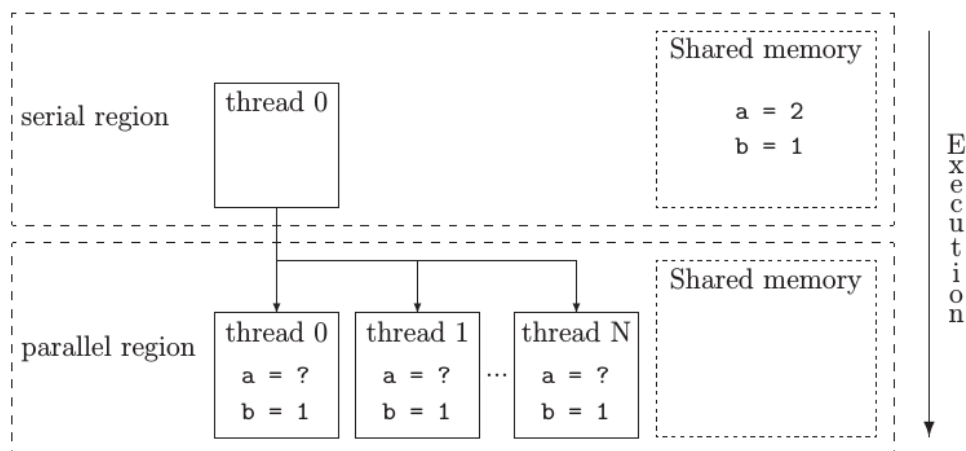 Shared memory
thread 0
serial region
a = 2
b = 1
Execution
Shared memory
parallel region
thread 0
a = ?
b = 1
thread 1
a = ?
b = 1
...
thread N
a = ?
b = 1